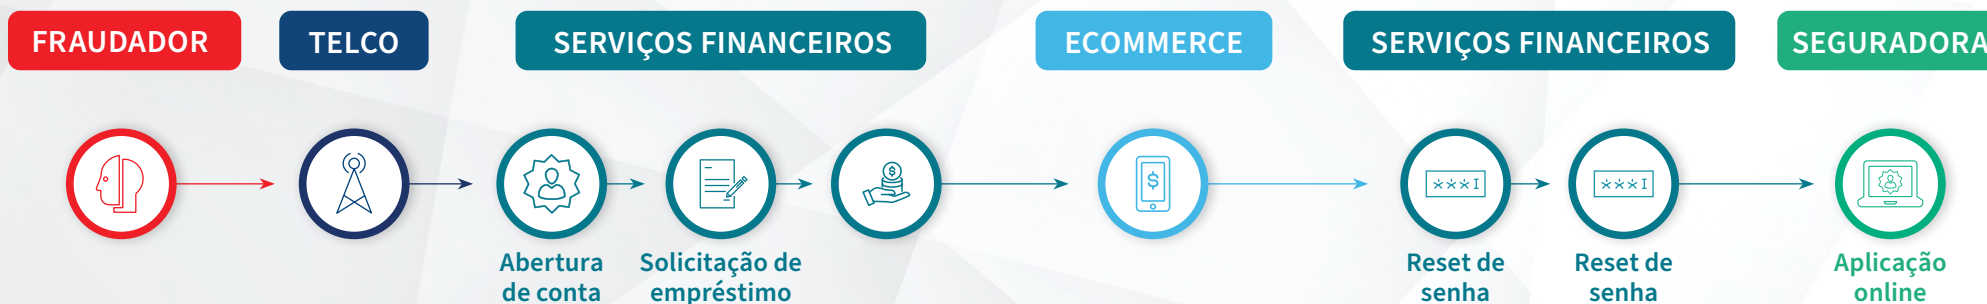 FRAUDADOR
TELCO
SERVIÇOS FINANCEIROS
ECOMMERCE
SERVIÇOS FINANCEIROS
SEGURADORA
$
$
***I
***I
Abertura
de conta
Solicitação de
empréstimo
Reset de
senha
Reset de
senha
Aplicação
online